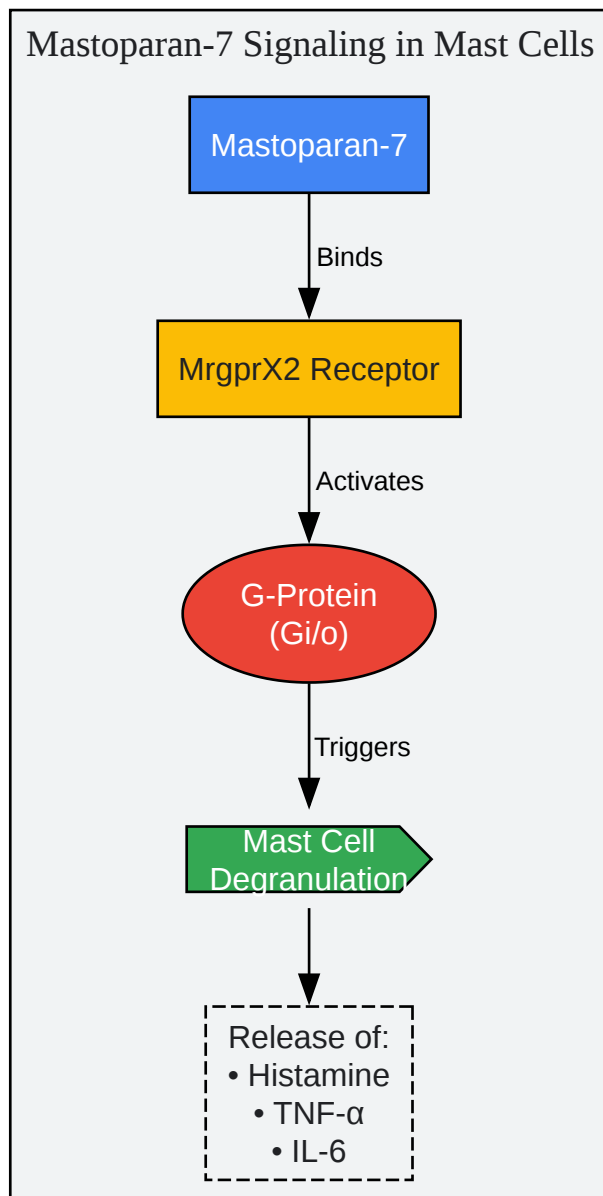 Mastoparan-7 Signaling in Mast Cells
Mastoparan-7
Binds
MrgprX2 Receptor
Activates
G-Protein
(Gi/o)
Triggers
Mast Cell
Degranulation
Release of:
• Histamine
• TNF-α
• IL-6